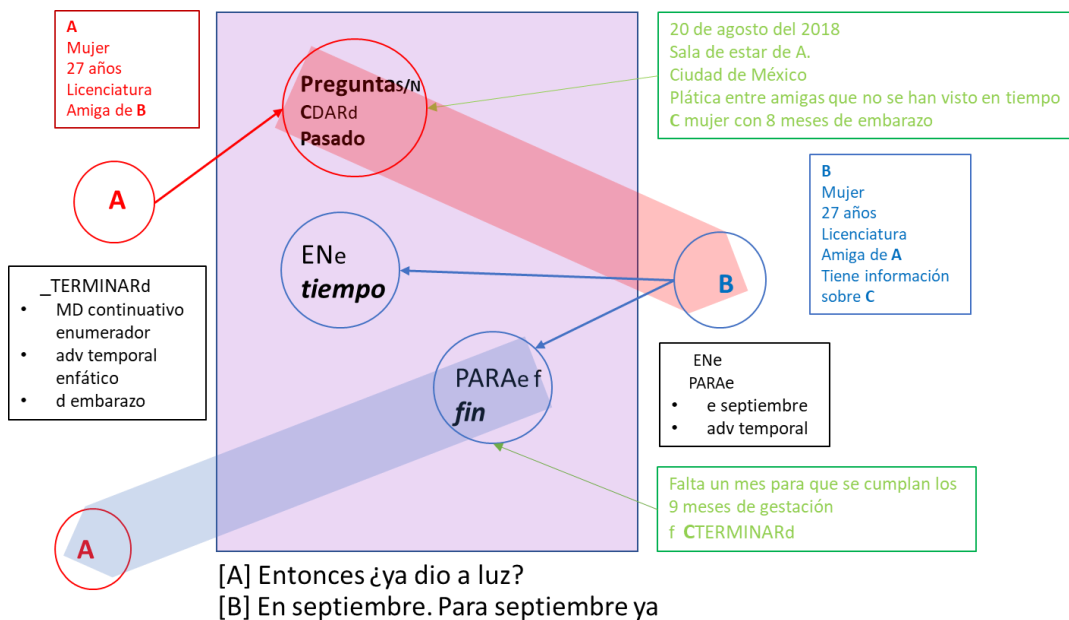 A
Mujer
27 años
Licenciatura
Amiga de B
A
PreguntaS/N
CDARd
Pasado
20 de agosto del 2018
Sala de estar de A.
Ciudad de México
Plática entre amigas que no se han visto en tiempo
C mujer con 8 meses de embarazo
B
Mujer
27 años
Licenciatura
Amiga de A
Tiene información
sobre C
ENe
tiempo
B
_TERMINARd
• MD continuativo
enumerador
• adv temporal
enfático
• d embarazo
PARAe f
fin
ENe
PARAe
• e septiembre
• adv temporal
A
Falta un mes para que se cumplan los
9 meses de gestación
f CTERMINARd
[A] Entonces ¿ya dio a luz?
[B] En septiembre. Para septiembre ya